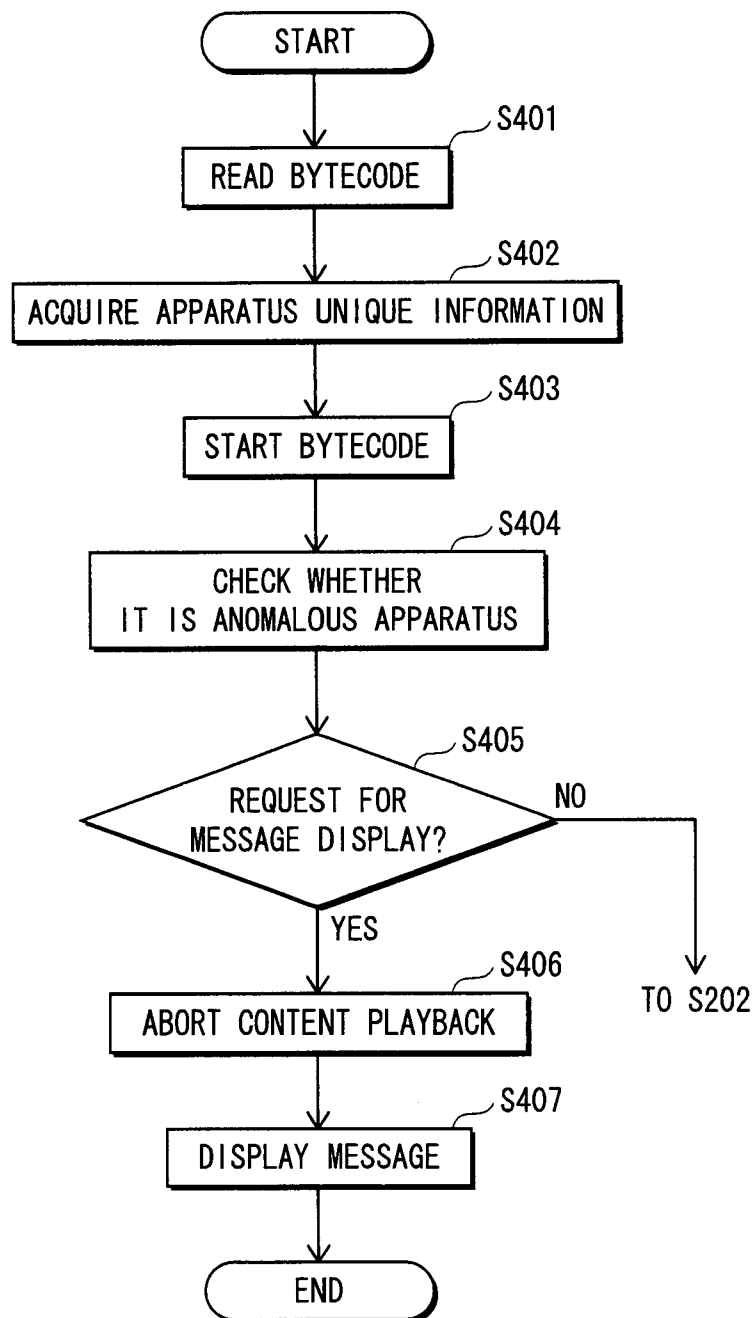 START
S401
READ BYTECODE
S402
ACQUIRE APPARATUS UNIQUE INFORMATION
S403
START BYTECODE
S404
CHECK WHETHER
IT IS ANOMALOUS APPARATUS
S405
REQUEST FOR
MESSAGE DISPLAY?
NO
YES
TO S202
S406
ABORT CONTENT PLAYBACK
S407
DISPLAY MESSAGE
END